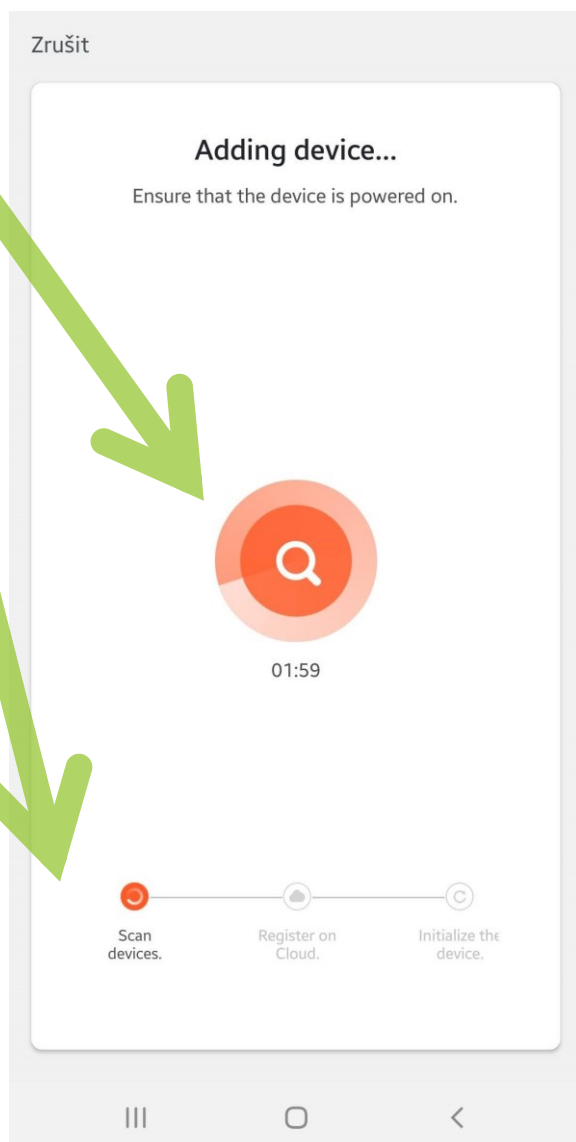 Zrušit
Adding device...
Ensure that the device is powered on.
01:59
Scan
devices.
Register on
Cloud.
Initialize the
device.